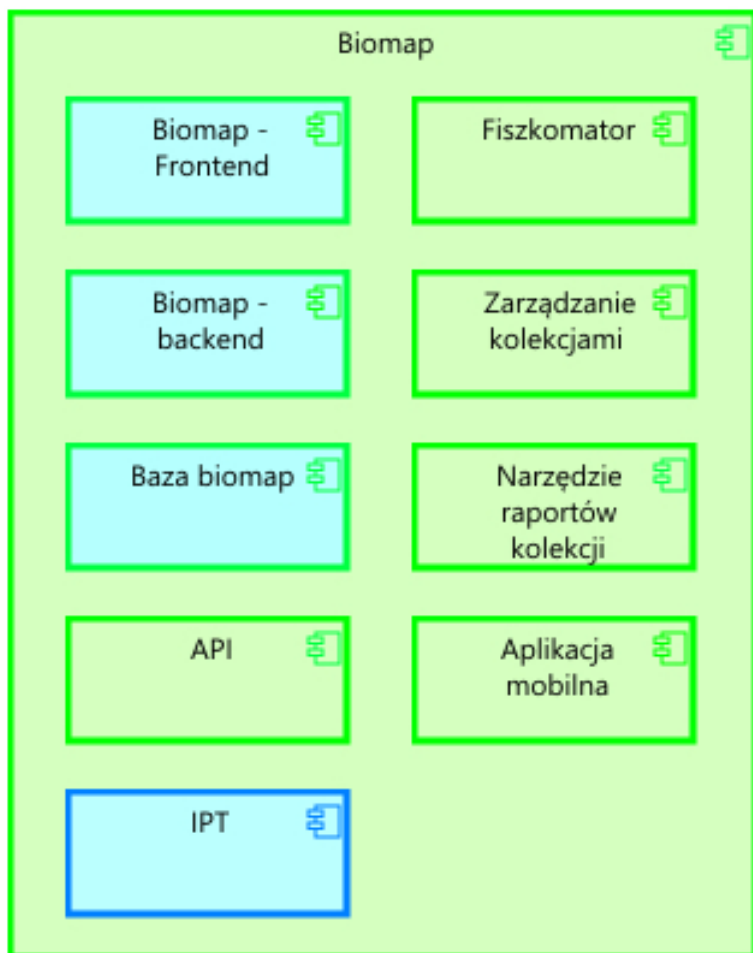 Biomap
Biomap -
Frontend
Fiszkomator
Biomap -
backend
Zarządzanie
kolekcjami
Baza biomap
Narzędzie
raportów
kolekcji
API
Aplikacja
mobilna
IPT